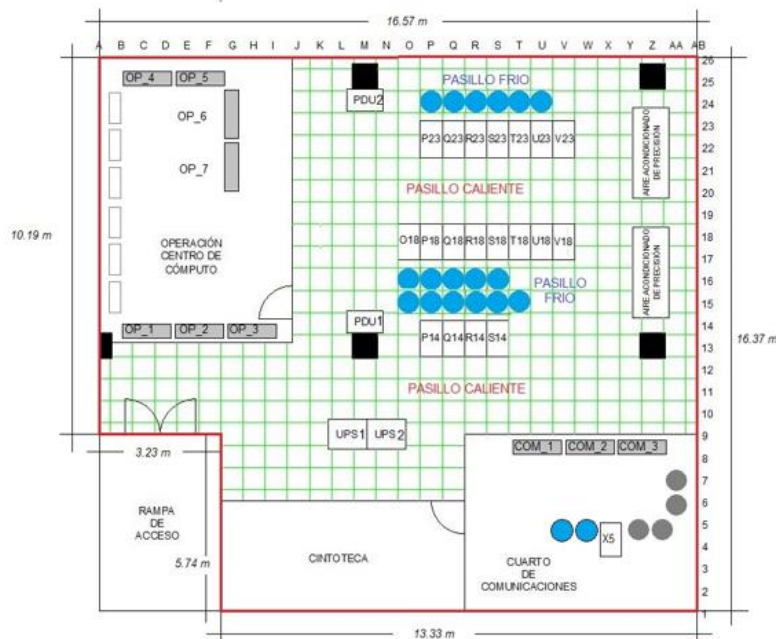 16.57 m
A B C D E F G H I J K L M N O P Q R S T U V W X Y Z AA AB
26
25
24
23
22
21
20
19
18
17
16
15
14
13
12
11
10
9
8
7
6
5
4
3
2
1
OP_4 OP_5
OP_6
OP_7
PDU2
PASILLO FRIO
P23 Q23 R23 S23 T23 U23 V23
AIRE ACONDICIONADO
DE PRECISIÓN
PASILLO CALIENTE
10.19 m
OPERACIÓN
CENTRO DE
CÓMPUTO
O18 P18 Q18 R18 S18 T18 U18 V18
AIRE ACONDICIONADO
DE PRECISIÓN
PASILLO
FRIO
OP_1 OP_2 OP_3
PDU1
P14 Q14 R14 S14
16.37 m
PASILLO CALIENTE
UPS1 UPS2
3.23 m
COM_1 COM_2 COM_3
RAMPA
DE
ACCESO
5.74 m
CINTOTECA
X5
CUARTO
DE
COMUNICACIONES
13.33 m